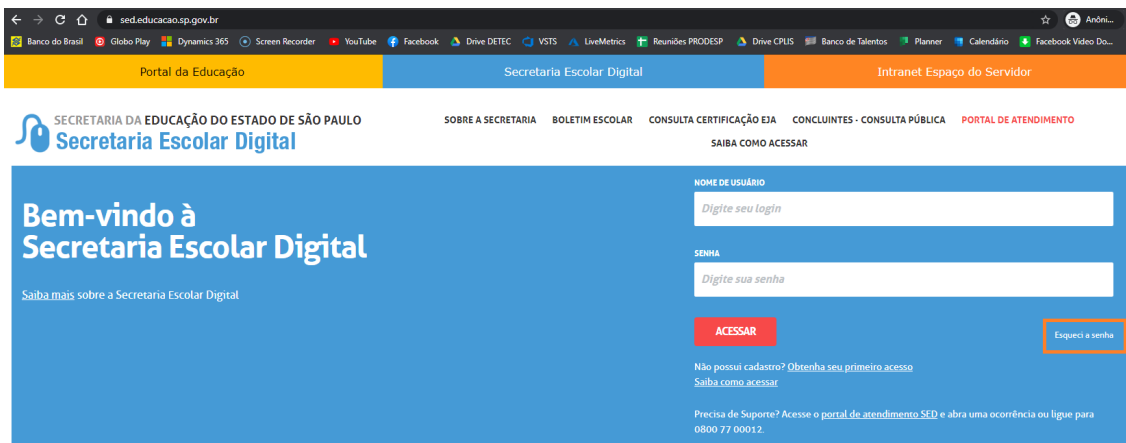 sed.educacao.sp.gov.br
Anôni...
Banco do Brasil Globo Play Dynamics 365 Screen Recorder YouTube Facebook Drive DETEC VSTS LiveMetrics Reuniões PRODESP Drive CPLIS Banco de Talentos Planner Calendário Facebook Video Do...
Portal da Educação Secretaria Escolar Digital Intranet Espaço do Servidor
SECRETARIA DA EDUCAÇÃO DO ESTADO DE SÃO PAULO
Secretaria Escolar Digital
SOBRE A SECRETARIA BOLETIM ESCOLAR CONSULTA CERTIFICAÇÃO EJA CONCLUINTES - CONSULTA PÚBLICA PORTAL DE ATENDIMENTO
SAIBA COMO ACESSAR
Bem-vindo à
Secretaria Escolar Digital
Saiba mais sobre a Secretaria Escolar Digital
NOME DE USUÁRIO
Digite seu login
SENHA
Digite sua senha
ACESSAR
Esqueci a senha
Não possui cadastro? Obtenha seu primeiro acesso
Saiba como acessar
Precisa de Suporte? Acesse o portal de atendimento SED e abra uma ocorrência ou ligue para
0800 77 00012.